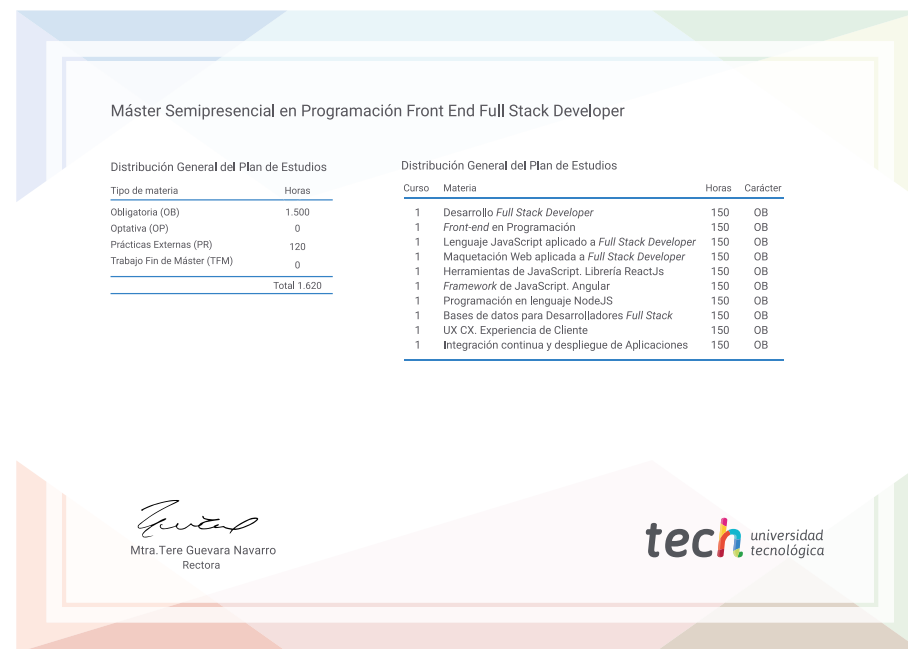 Máster Semipresencial en Programación Front End Full Stack Developer
Distribución General del Plan de Estudios
Tipo de materia Horas
Obligatoria (OB) 1.500
Optativa (OP) 0
Prácticas Externas (PR) 120
Trabajo Fin de Máster (TFM) 0
Total 1.620
Distribución General del Plan de Estudios
Curso Materia Horas Carácter
1 Desarrollo Full Stack Developer 150 OB
1 Front-end en Programación 150 OB
1 Lenguaje JavaScript aplicado a Full Stack Developer 150 OB
1 Maquetación Web aplicada a Full Stack Developer 150 OB
1 Herramientas de JavaScript. Librería ReactJs 150 OB
1 Framework de JavaScript. Angular 150 OB
1 Programación en lenguaje NodeJS 150 OB
1 Bases de datos para Desarrolladores Full Stack 150 OB
1 UX CX. Experiencia de Cliente 150 OB
1 Integración continua y despliegue de Aplicaciones 150 OB
Mtra.Tere Guevara Navarro
Rectora
tech universidad
tecnológica